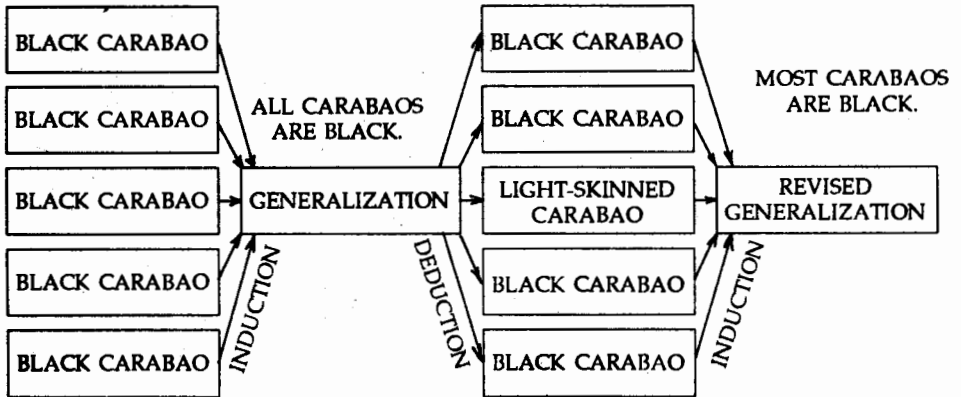 BLACK CARABAO
BLACK CARABAO
BLACK CARABAO
BLACK CARABAO
BLACK CARABAO
INDUCTION
ALL CARABAOS
ARE BLACK.
GENERALIZATION
DEDUCTION
BLACK CARABAO
BLACK CARABAO
LIGHT-SKINNED
CARABAO
BLACK CARABAO
BLACK CARABAO
INDUCTION
MOST CARABAOS
ARE BLACK.
REVISED
GENERALIZATION